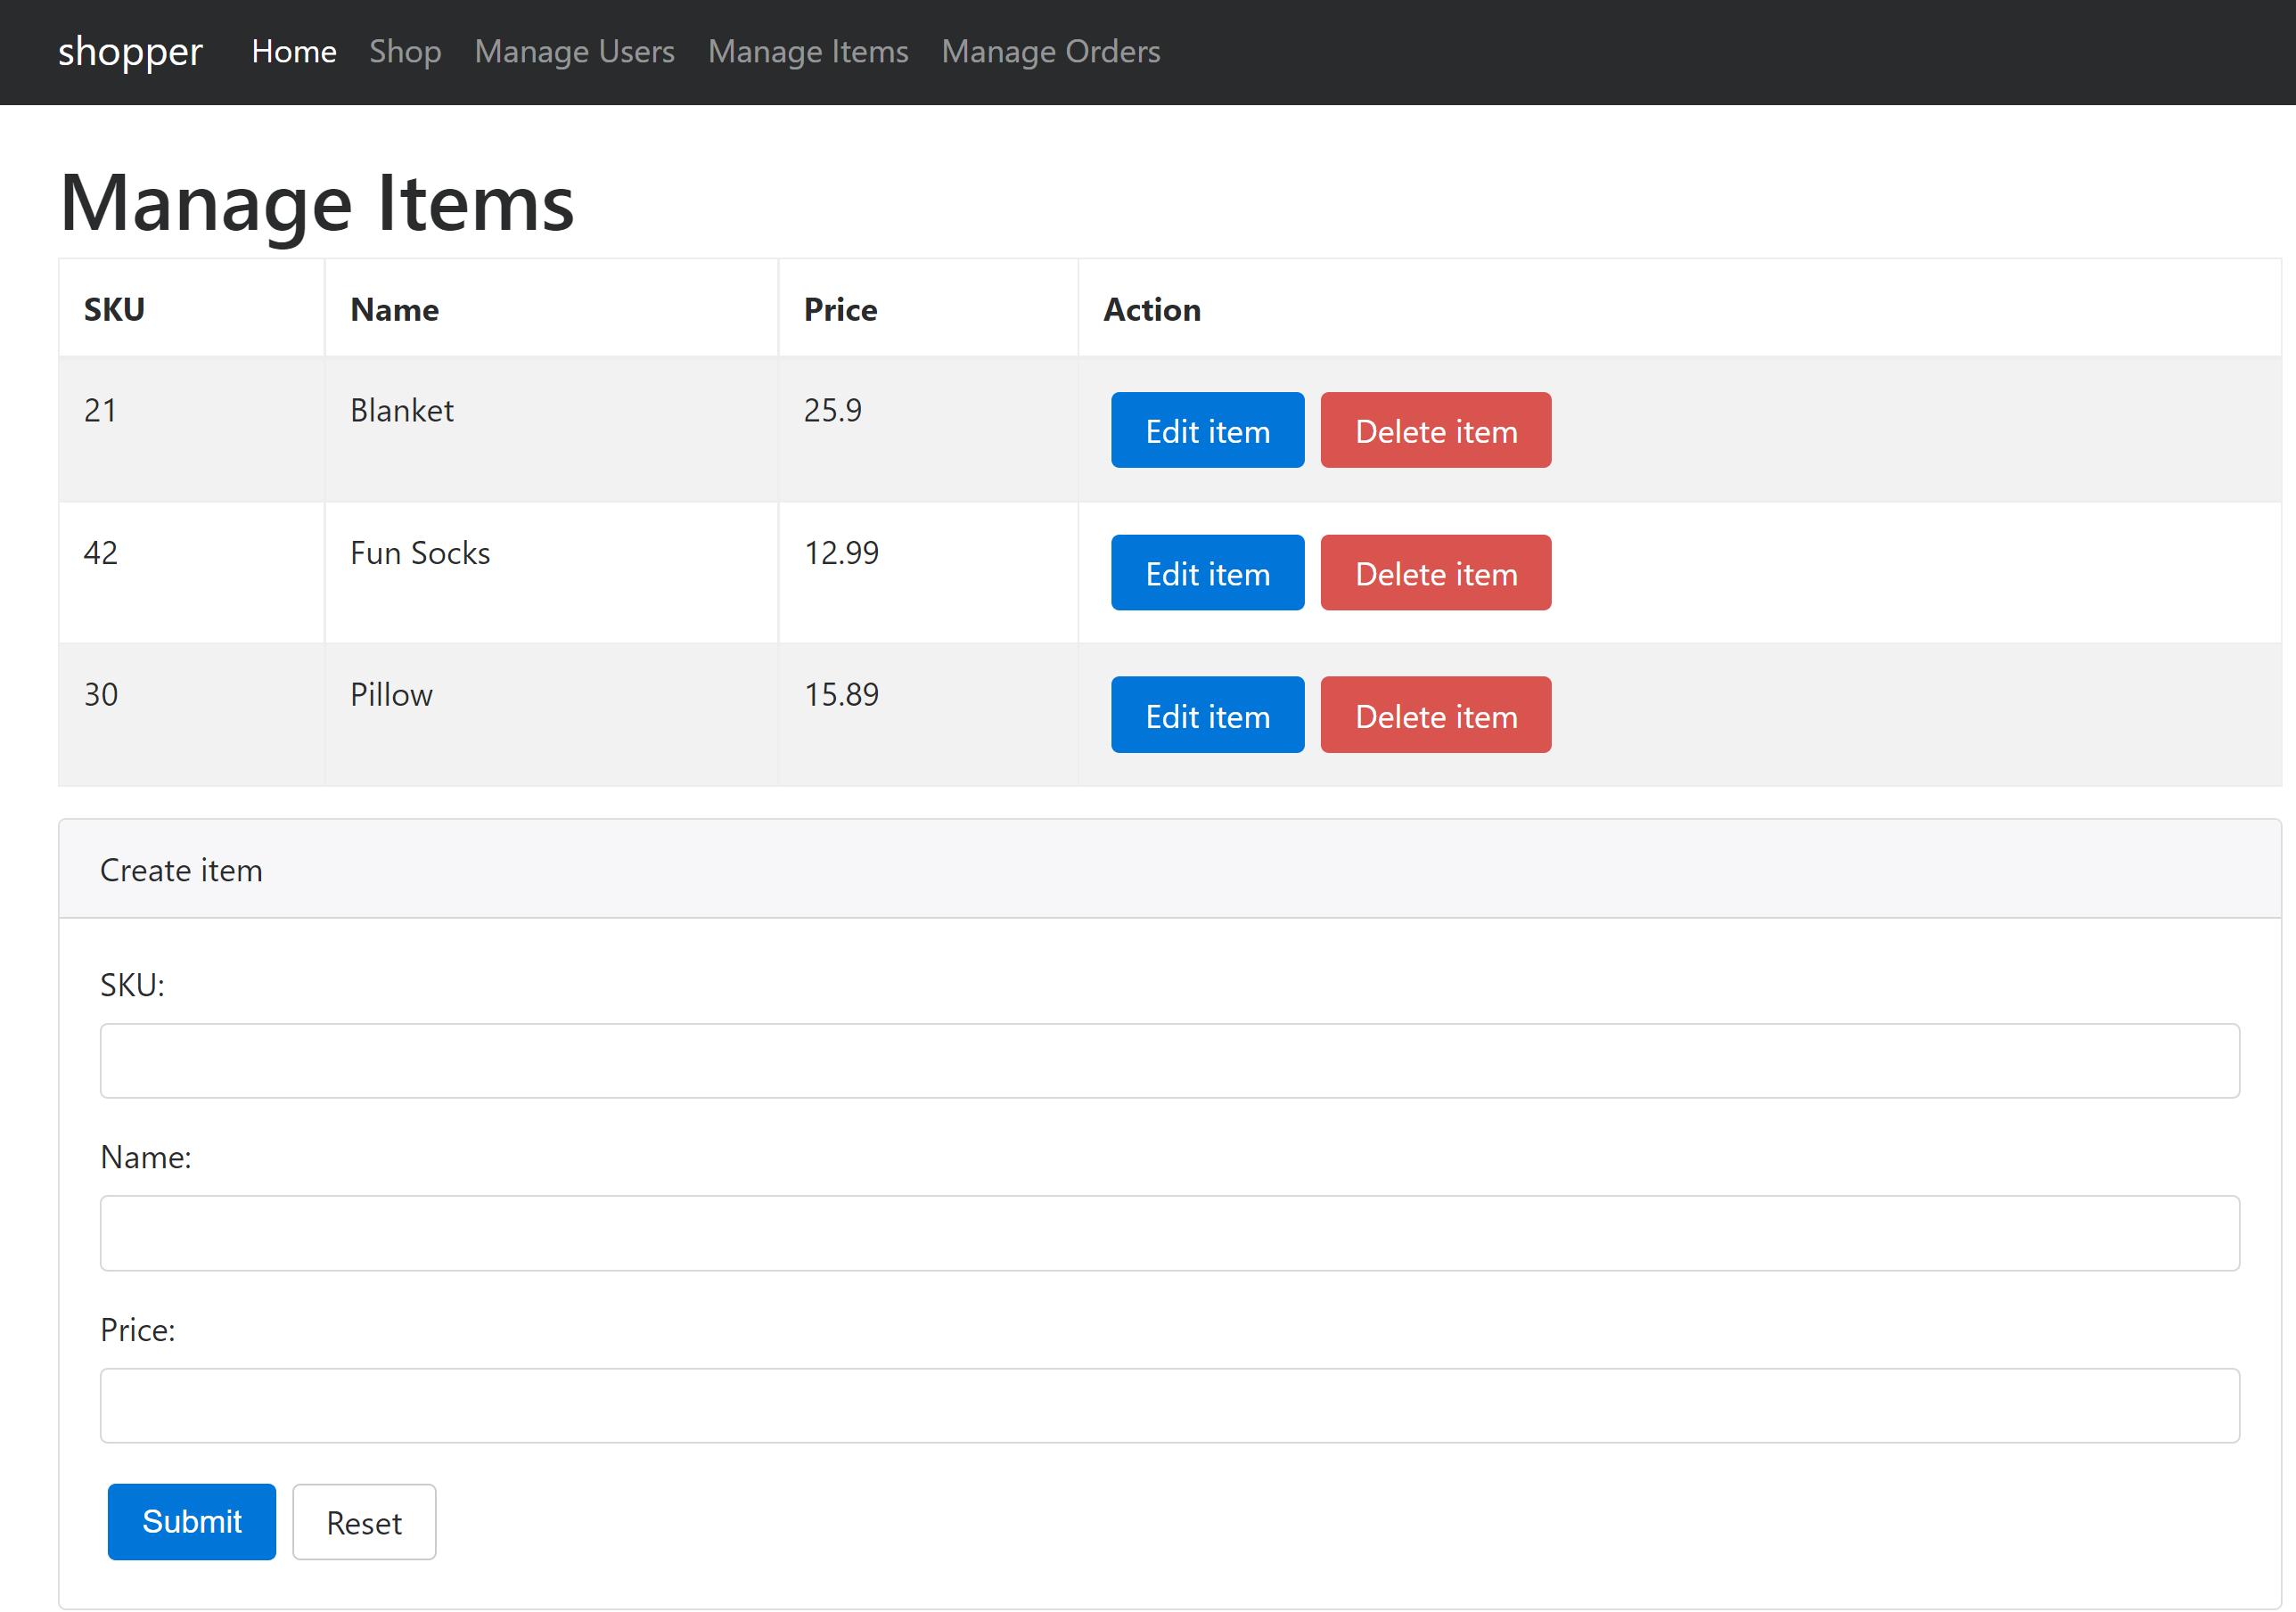 shopper Home Shop Manage Users Manage Items Manage Orders
Manage Items
SKU Name Price Action
21 Blanket 25.9 Edit item Delete item
42 Fun Socks 12.99 Edit item Delete item
30 Pillow 15.89 Edit item Delete item
Create item
SKU:
Name:
Price:
Submit Reset